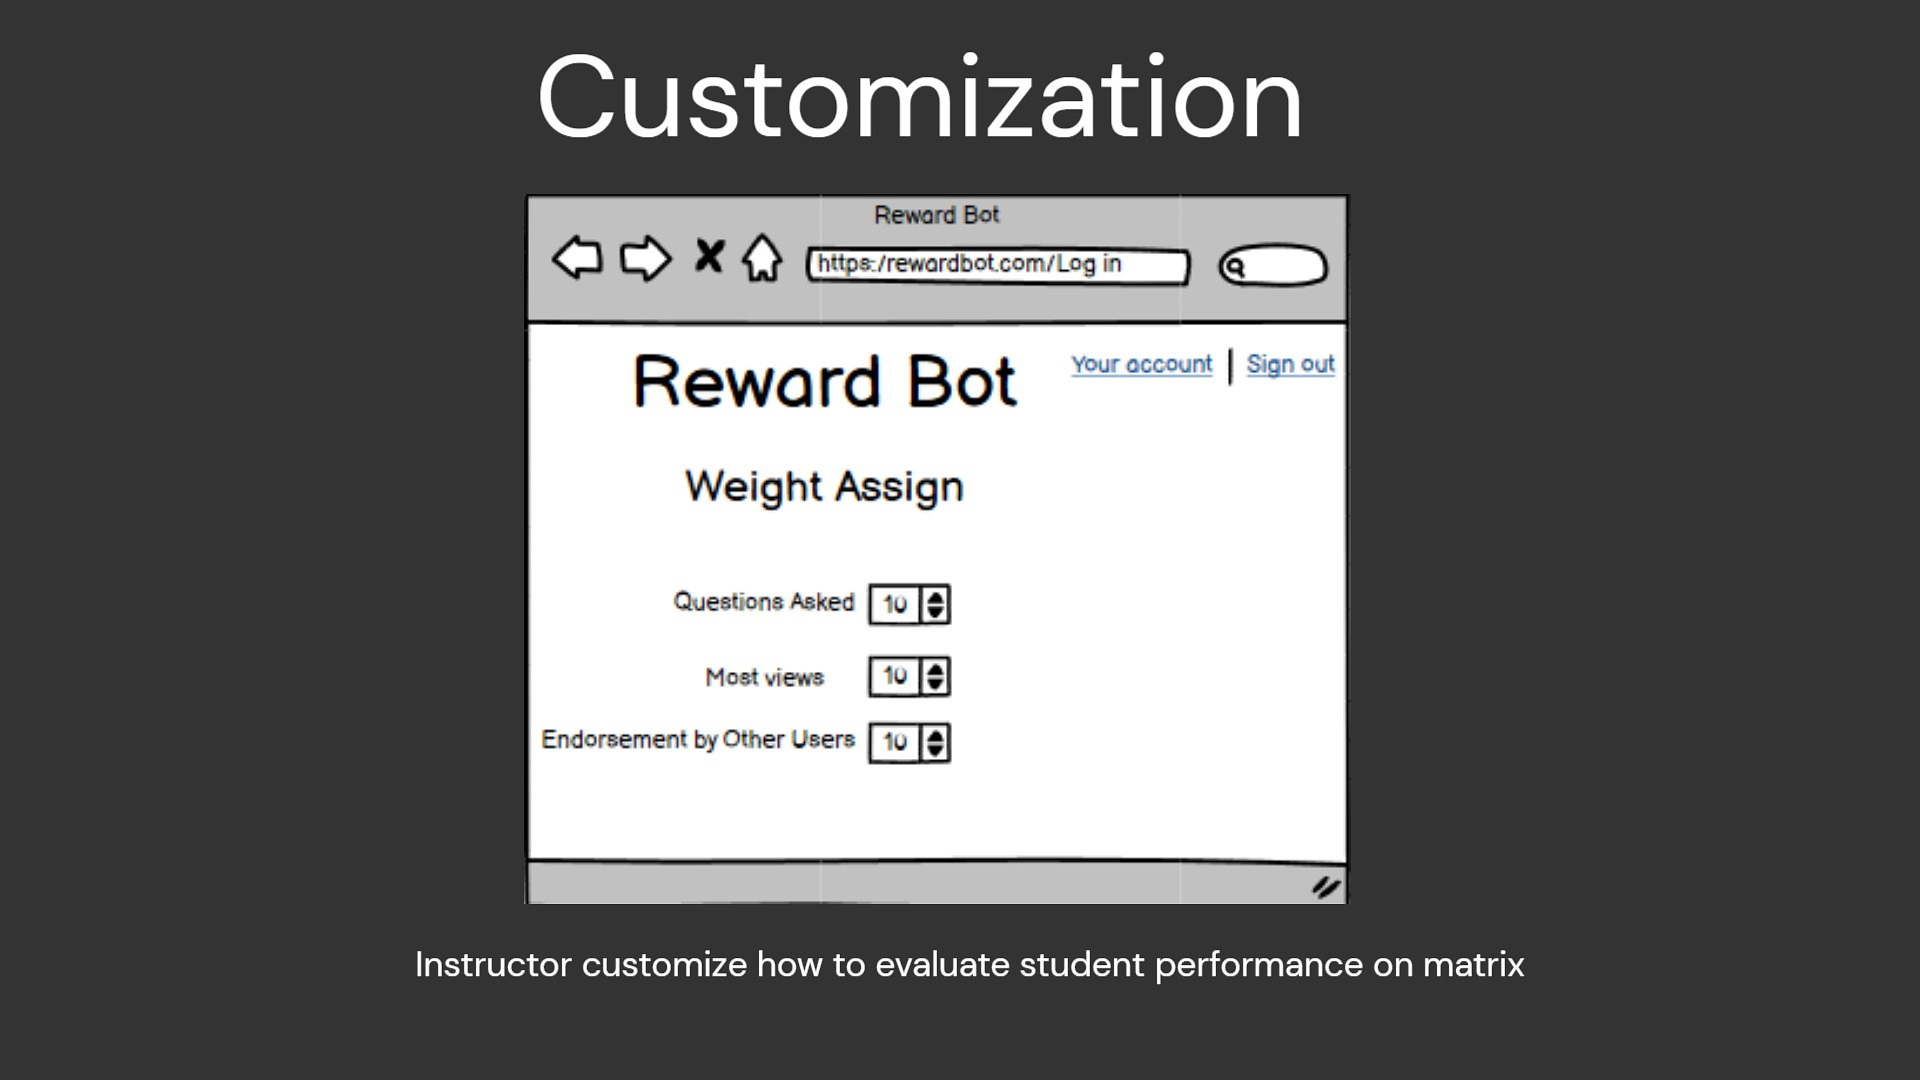 Customization
Reward Bot
https:/rewardbot.com/Log in
Reward Bot
Your account | Sign out
Weight Assign
Questions Asked 10
Most views 10
Endorsement by Other Users 10
Instructor customize how to evaluate student performance on matrix